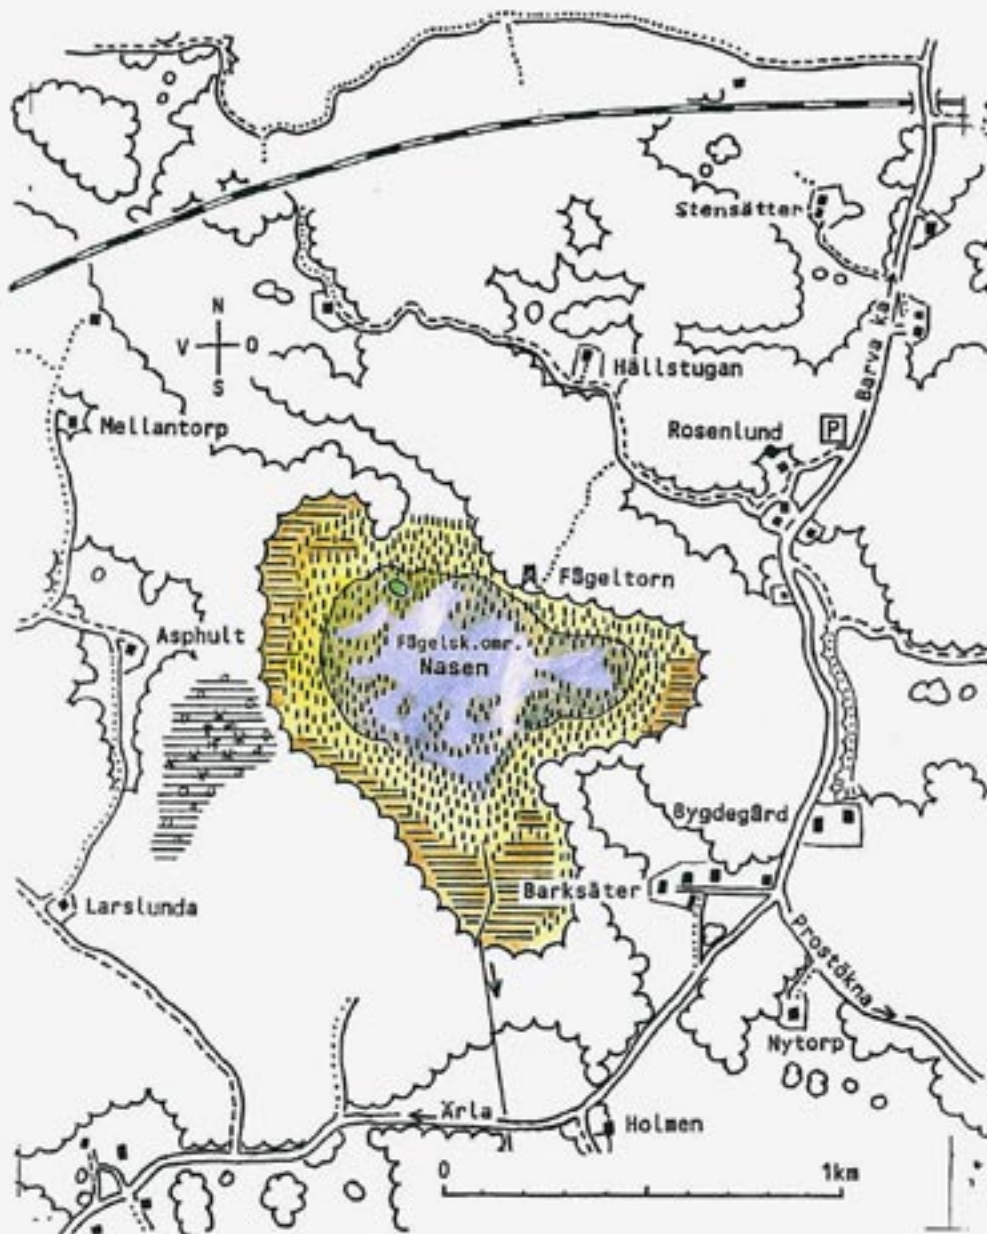 Stensätter
N
V
O
S
Barva ka
Hällstugan
Mellantorp
Rosenlund
P
Fågeltorn
Asphult
Fågelsk.omr.
Nasen
Bygdegård
Barksäter
Larslunda
Prostökna
Nytorp
Ärla
Holmen
0
1km